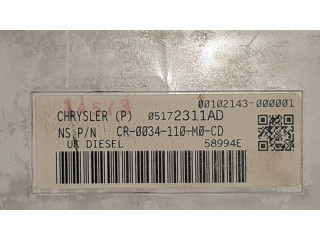 00102143-000001
CHRYSLER (P) 05172311AD
NS P/N CR-0034-110-M0-CD
UK DIESEL 58994E